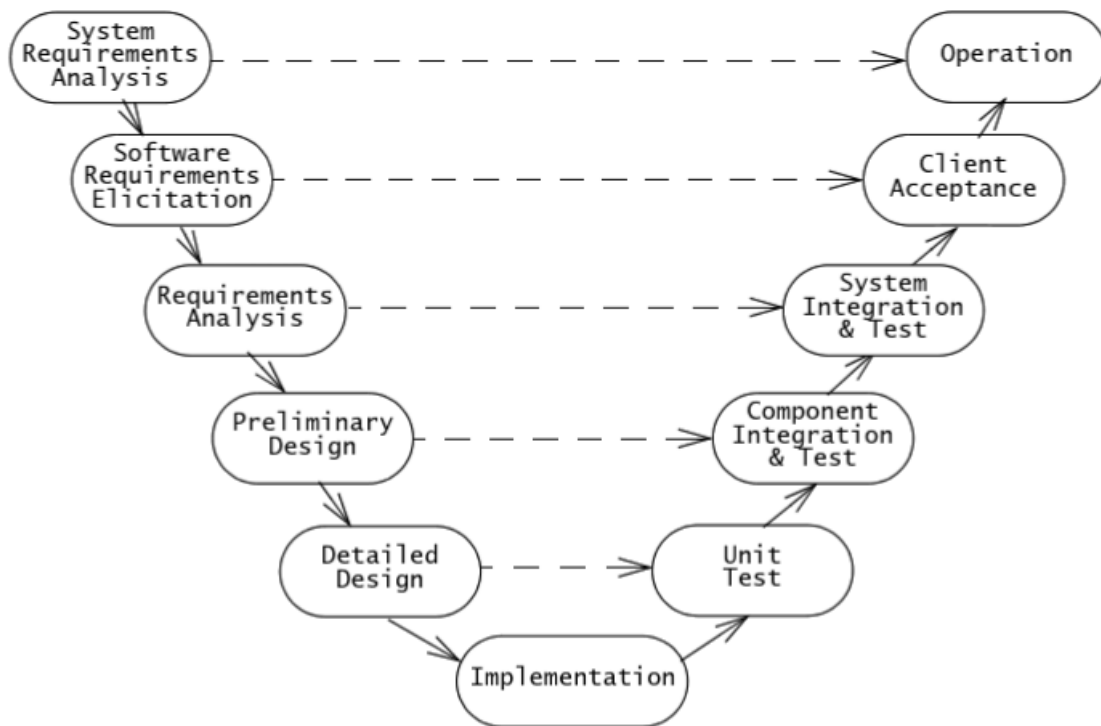 System
Requirements
Analysis
Operation
Software
Requirements
Elicitation
Client
Acceptance
Requirements
Analysis
System
Integration
& Test
Preliminary
Design
Component
Integration
& Test
Detailed
Design
Unit
Test
Implementation